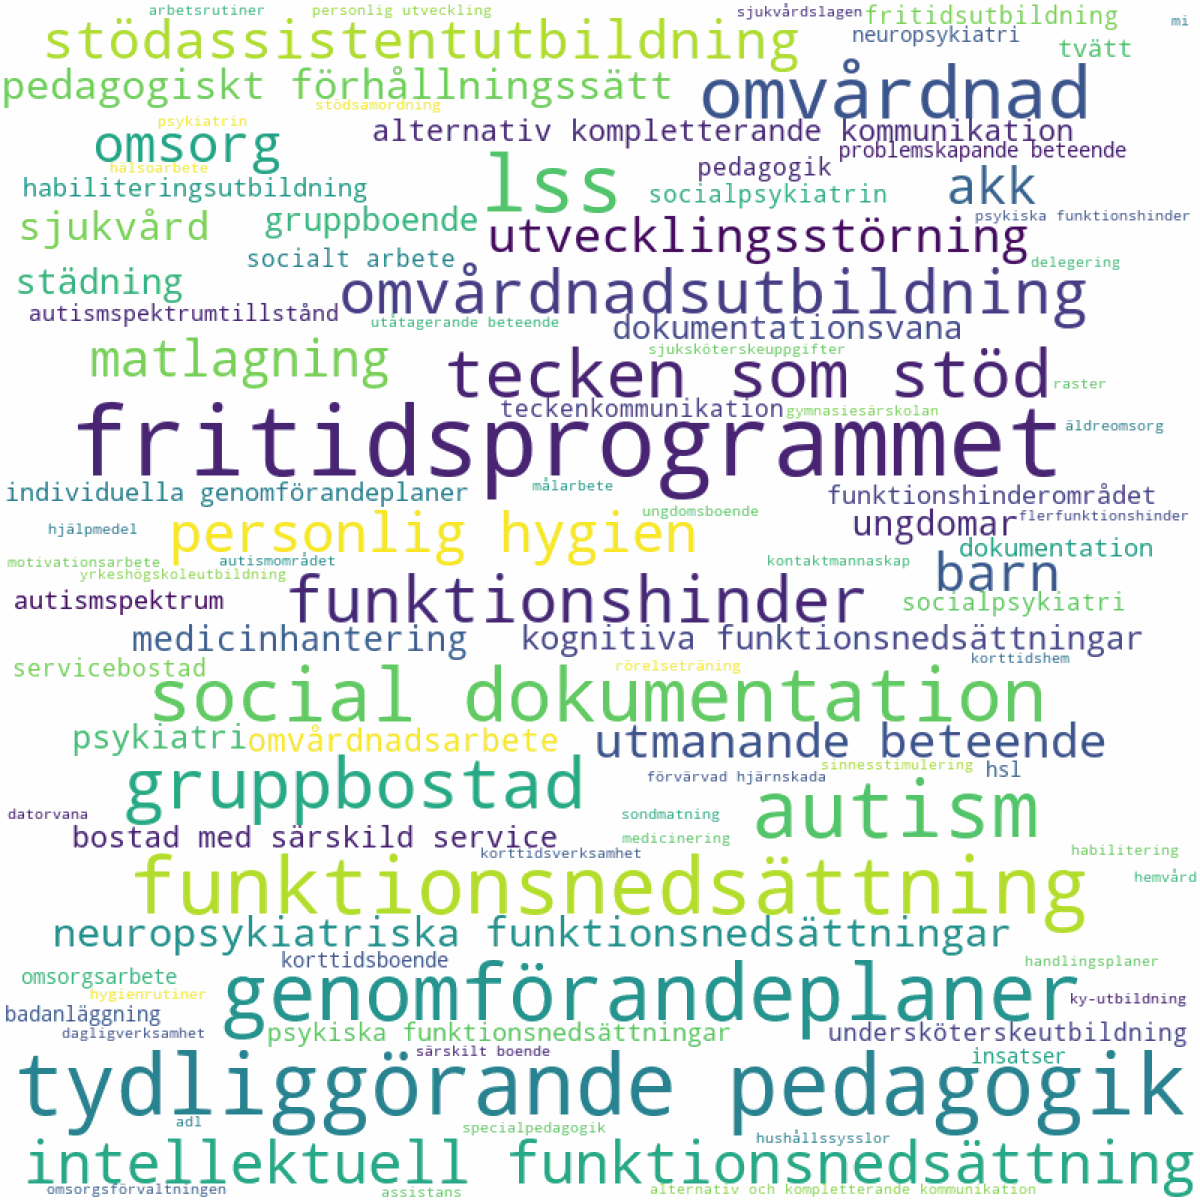 arbetsrutiner
personlig utveckling
sjukvårdslagen
fritidsutbildning
mi
stödassistentutbildning
neuropsykiatri
tvätt
pedagogiskt förhållningssätt
omvårdnad
stödsamordning
psykiatrin
omsorg
alternativ kompletterande kommunikation
problemskapande beteende
hälsoarbete
pedagogik
habiliteringsutbildning
lss
socialpsykiatrin
akk
sjukvård
gruppboende
psykiska funktionshinder
utvecklingsstörning
socialt arbete
delegering
städning
omvårdnadsutbildning
autismspektrumtillstånd
utåtagerande beteende
dokumentationsvana
matlagning
sjuksköterskeuppgifter
tecken som stöd
raster
teckenkommunikation
gymnasiesärskolan
fritidsprogrammet
äldreomsorg
individuella genomförandeplaner
målarbete
funktionshinderområdet
personlig hygien
ungdomsboende
ungdomar
flerfunktionshinder
hjälpmedel
dokumentation
motivationsarbete
autismområdet
kontaktmannaskap
barn
yrkeshögskoleutbildning
autismspektrum
funktionshinder
socialpsykiatri
medicinhantering
kognitiva funktionsnedsättningar
servicebostad
rörelseträning
korttidshem
social dokumentation
psykiatri
omvårdnadsarbete
utmanande beteende
gruppbostad
förvärvad hjärnskada
sinnesstimulering
hsl
datorvana
sondmatning
autism
bostad med särskild service
medicinering
korttidsverksamhet
habilitering
funktionsnedsättning
hemvård
neuropsykiatriska funktionsnedsättningar
korttidsboende
omsorgsarbete
handlingsplaner
hygienrutiner
genomförandeplaner
ky-utbildning
badanläggning
dagligverksamhet
psykiska funktionsnedsättningar
undersköterskeutbildning
särskilt boende
insatser
tydliggörande pedagogik
adl
specialpedagogik
hushållssysslor
intellektuell funktionsnedsättning
omsorgsförvaltningen
assistans
alternativ och kompletterande kommunikation